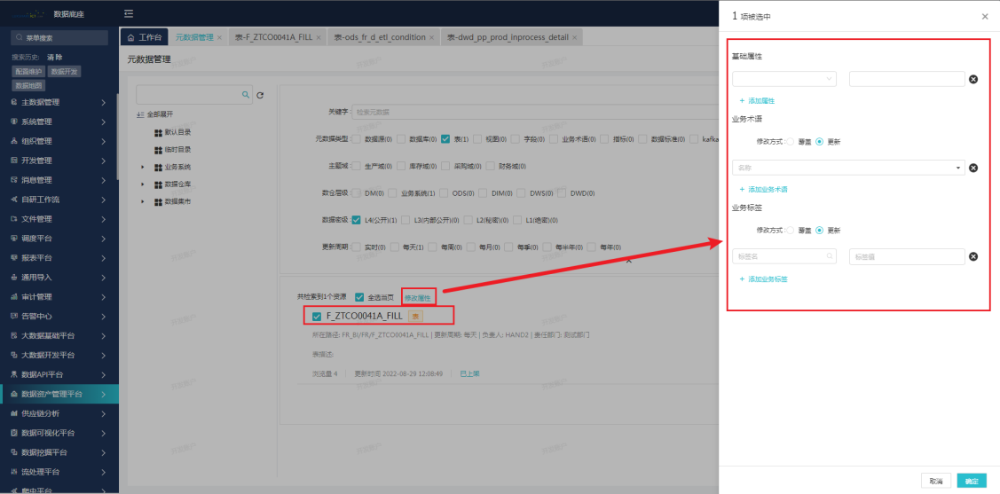 数据底座
菜单搜索
搜索历史: 清 除
配置维护 数据开发
数据地图
主数据管理
系统管理
组织管理
开发管理
消息管理
自研工作流
文件管理
调度平台
报表平台
通用导入
审计管理
告警中心
大数据基础平台
大数据开发平台
数据API平台
数据资产管理平台
供应链分析
数据可视化平台
数据挖掘平台
流处理平台
爬虫平台
工作台 元数据管理 × 表-F_ZTCO0041A_FILL × 表-ods_fr_d_etl_condition × 表-dwd_pp_prod_inprocess_detail ×
元数据管理
全部展开
默认目录
临时目录
业务系统
数据仓库
数据集市
关键字: 检索元数据
元数据类型: 数据源(0) 数据库(0) 表(1) 视图(0) 字段(0) 业务术语(0) 指标(0) 数据标准(0) kafka
主题域: 生产域(0) 库存域(0) 采购域(0) 财务域(0)
数仓层级: DM(0) 业务系统(1) ODS(0) DIM(0) DWS(0) DWD(0)
数据密级: L4(公开)(1) L3(内部公开)(0) L2(秘密)(0) L1(绝密)(0)
更新周期: 实时(0) 每天(1) 每周(0) 每月(0) 每季(0) 每半年(0) 每年(0)
共检索到1个资源 全选当页 修改属性
F_ZTCO0041A_FILL 表
所在路径: FR_BI/FR/F_ZTCO0041A_FILL | 更新周期: 每天 | 负责人: HAND2 | 责任部门: 测试部门
表描述:
浏览量 4 更新时间 2022-08-29 12:08:49 已上架
1 项被选中
基础属性
+ 添加属性
业务术语
修改方式: 覆盖 更新
名称
+ 添加业务术语
业务标签
修改方式: 覆盖 更新
标签名 标签值
+ 添加业务标签
取消 确定